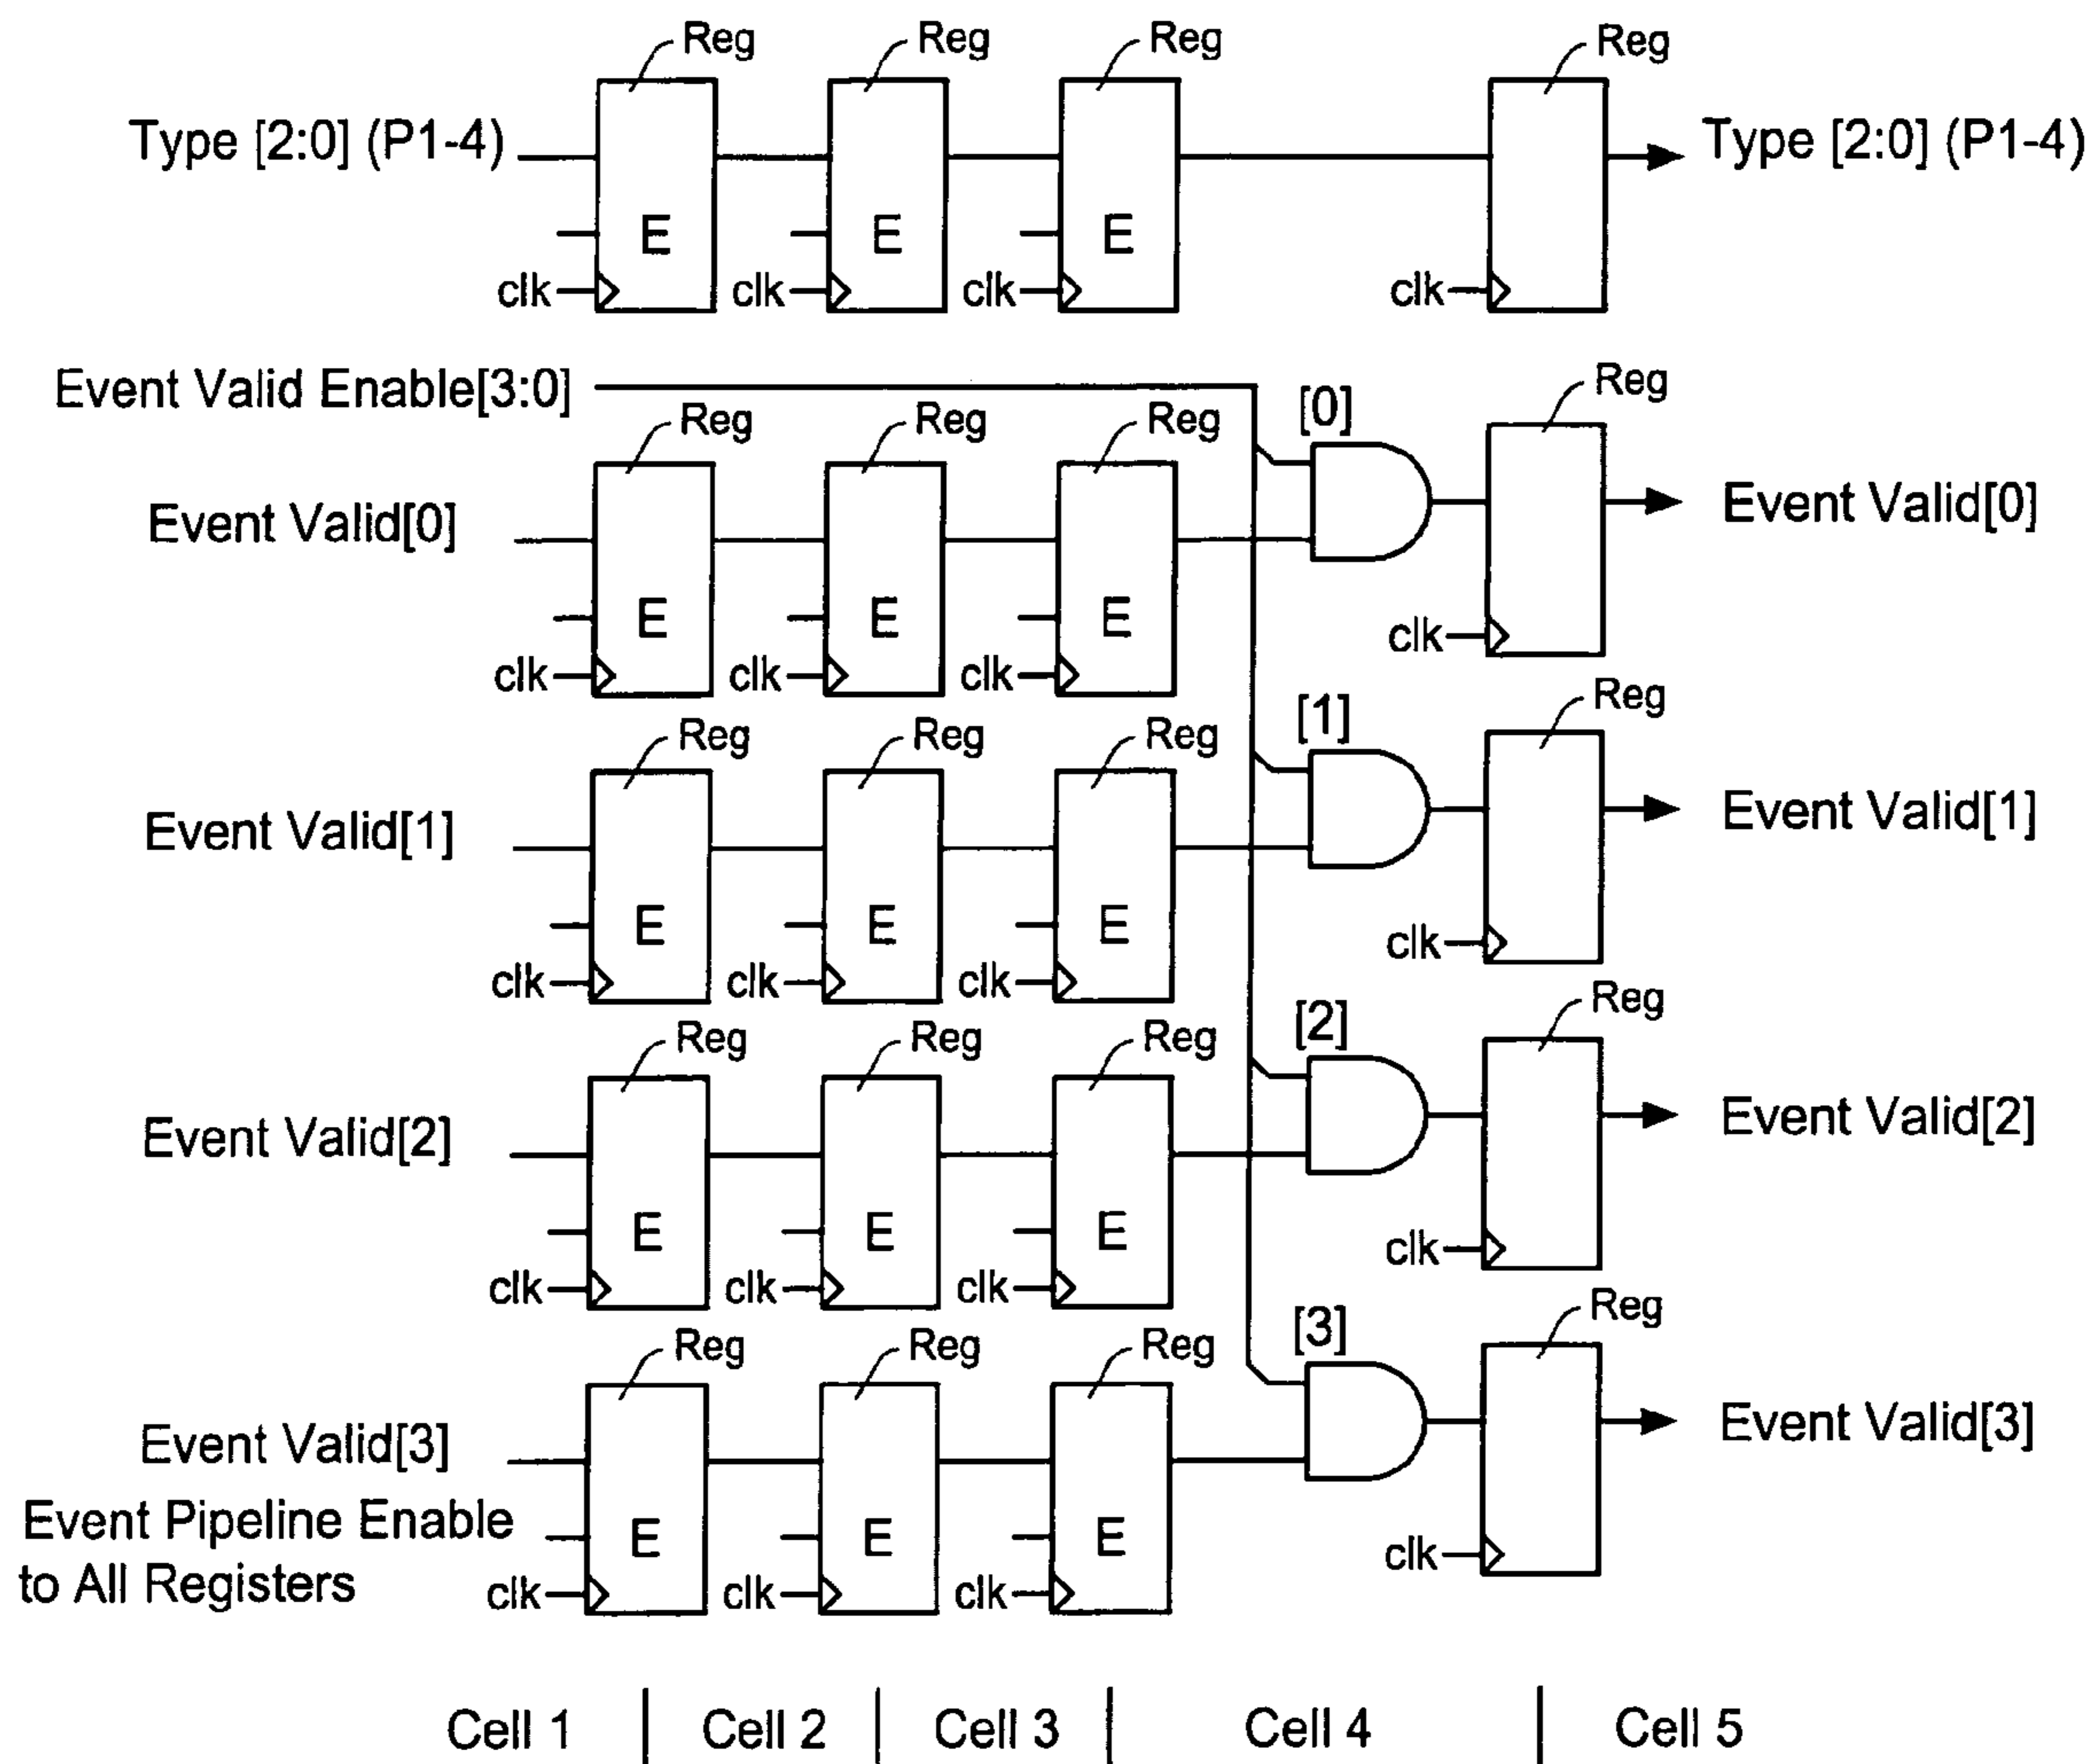 Reg Reg Reg Reg
Type [2:0] (P1-4) Type [2:0] (P1-4)
E E E
clk clk clk clk
Event Valid Enable[3:0] [0] Reg
Reg Reg Reg
Event Valid[0] Event Valid[0]
E E E clk
clk clk clk
Reg Reg Reg [1] Reg
Event Valid[1] Event Valid[1]
E E E clk
clk clk clk
Reg Reg Reg [2] Reg
Event Valid[2] Event Valid[2]
E E E clk
clk clk clk
Reg Reg Reg [3] Reg
Event Valid[3] Event Valid[3]
Event Pipeline Enable E E E
to All Registers clk clk clk clk
Cell 1 Cell 2 Cell 3 Cell 4 Cell 5